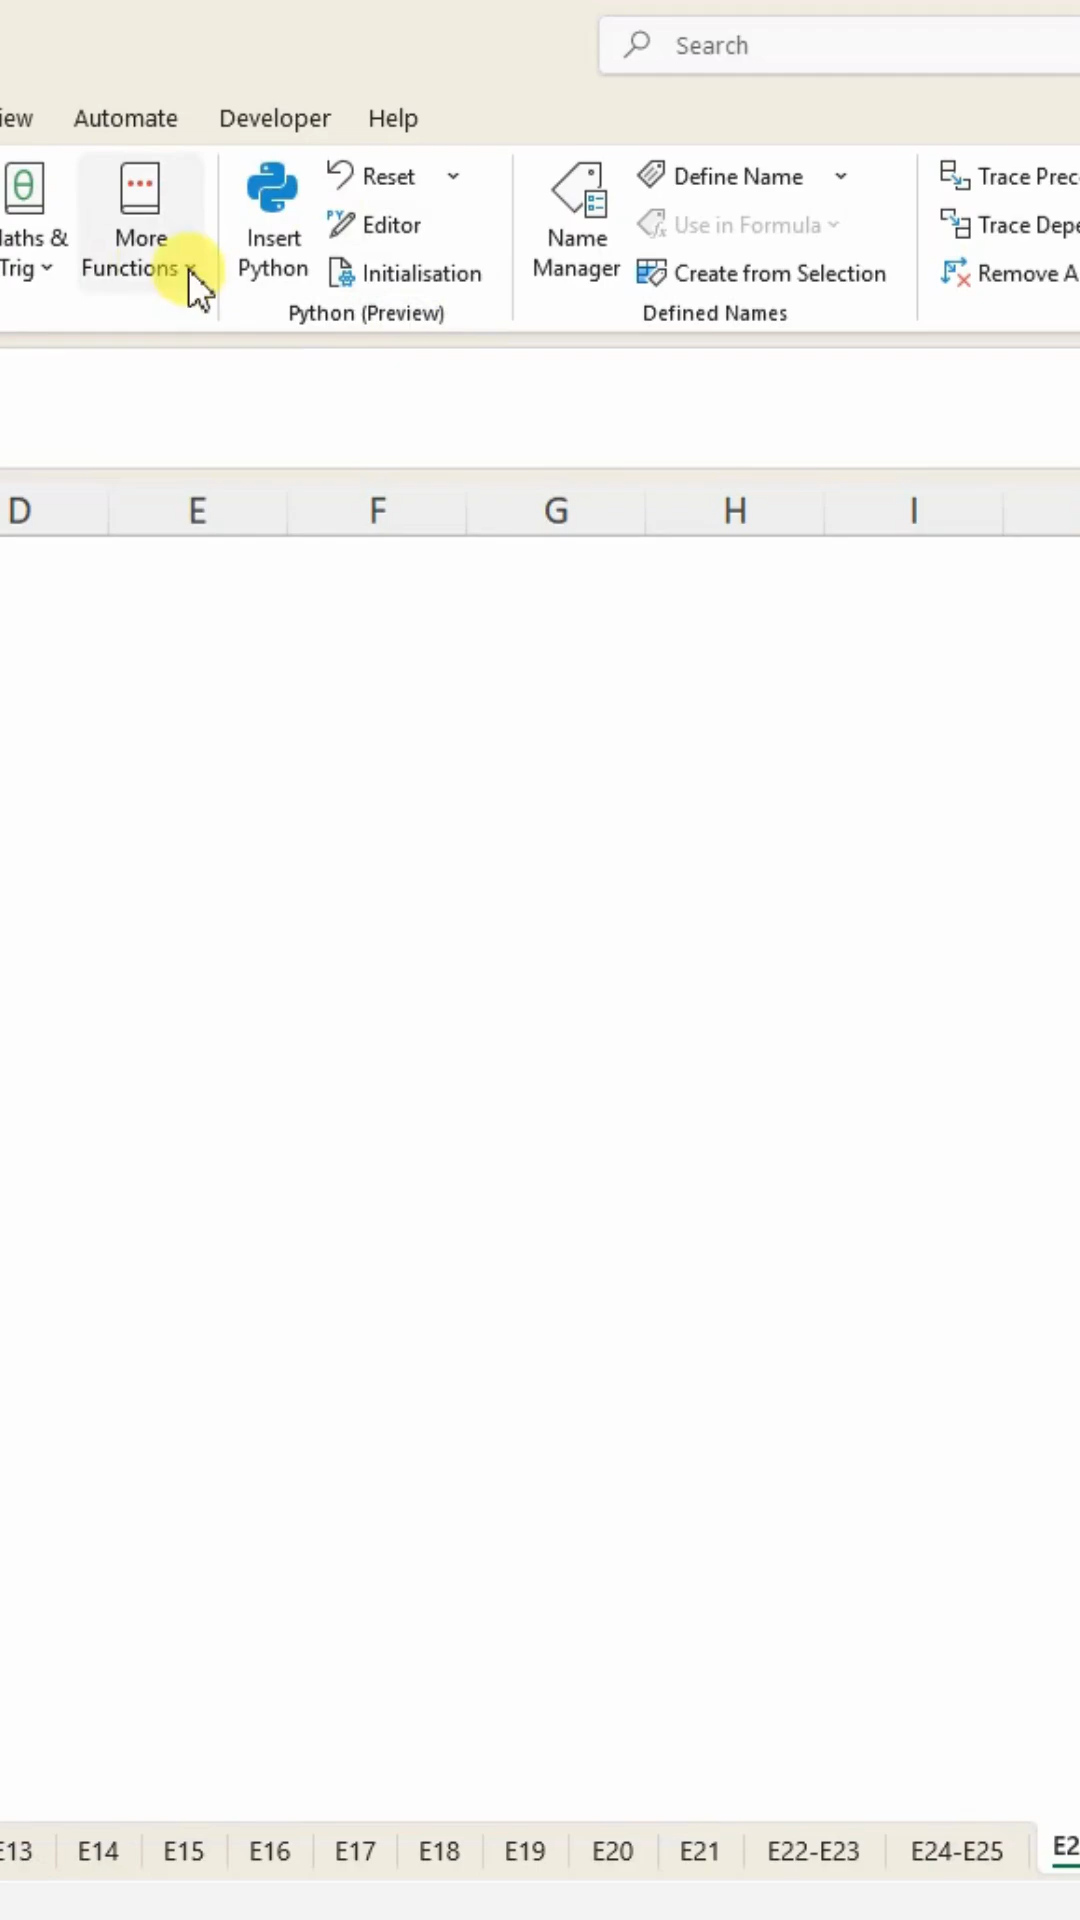 Search
iew Automate Developer Help
Maths &
Trig
More
Functions
Insert
Python
Reset
Editor
Initialisation
Python (Preview)
Name
Manager
Define Name
Use in Formula
Create from Selection
Defined Names
Trace Prec
Trace Depe
Remove A
D E F G H I
E13 E14 E15 E16 E17 E18 E19 E20 E21 E22-E23 E24-E25 E2